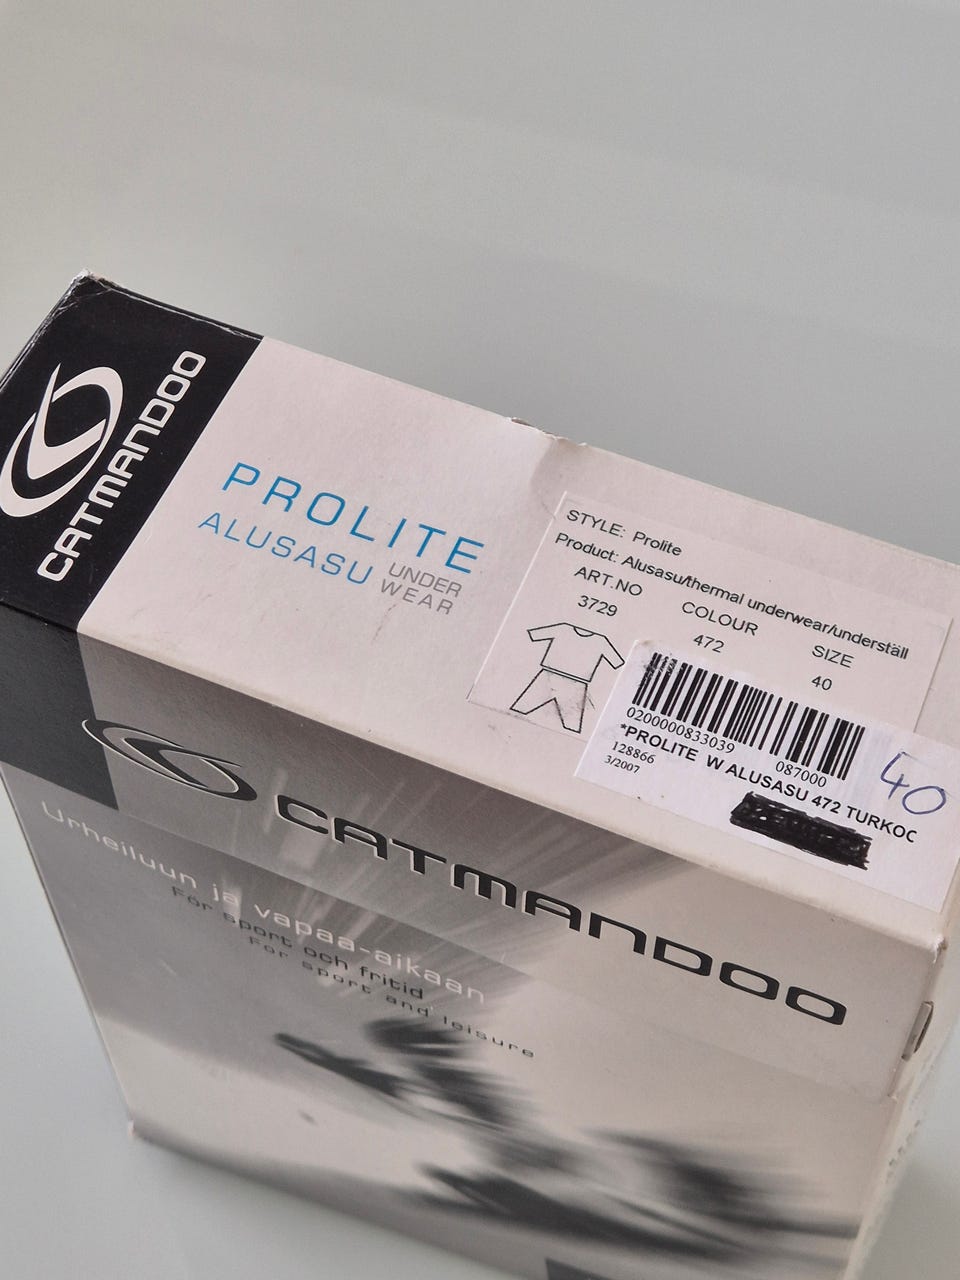 CATMANDOO
PROLITE
ALUSASU UNDER
WEAR
STYLE: Prolite
Product: Alusasu/thermal underwear/underställ
ART.NO COLOUR SIZE
3729 472 40
0200000833039 087000
*PROLITE W ALUSASU 472 TURKOC
128866
3/2007
40
CATMANDOO
Urheiluun ja vapaa-aikaan
För sport och fritid
For sport and leisure